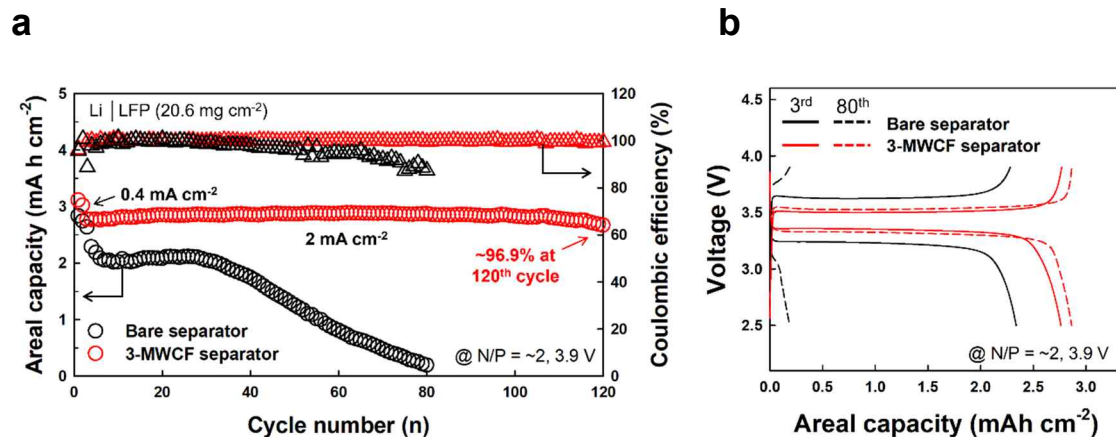 a
b
Areal capacity (mA h cm⁻²)
5
4
3
2
1
0
Li | LFP (20.6 mg cm⁻²)
0.4 mA cm⁻²
2 mA cm⁻²
~96.9% at
120ᵗʰ cycle
Bare separator
3-MWCF separator
@ N/P = ~2, 3.9 V
0 20 40 60 80 100 120
Cycle number (n)
120
100
80
60
40
20
0
Coulombic efficiency (%)
Voltage (V)
4.5
4.0
3.5
3.0
2.5
3ʳᵈ 80ᵗʰ
Bare separator
3-MWCF separator
@ N/P = ~2, 3.9 V
0.0 0.5 1.0 1.5 2.0 2.5 3.0
Areal capacity (mAh cm⁻²)